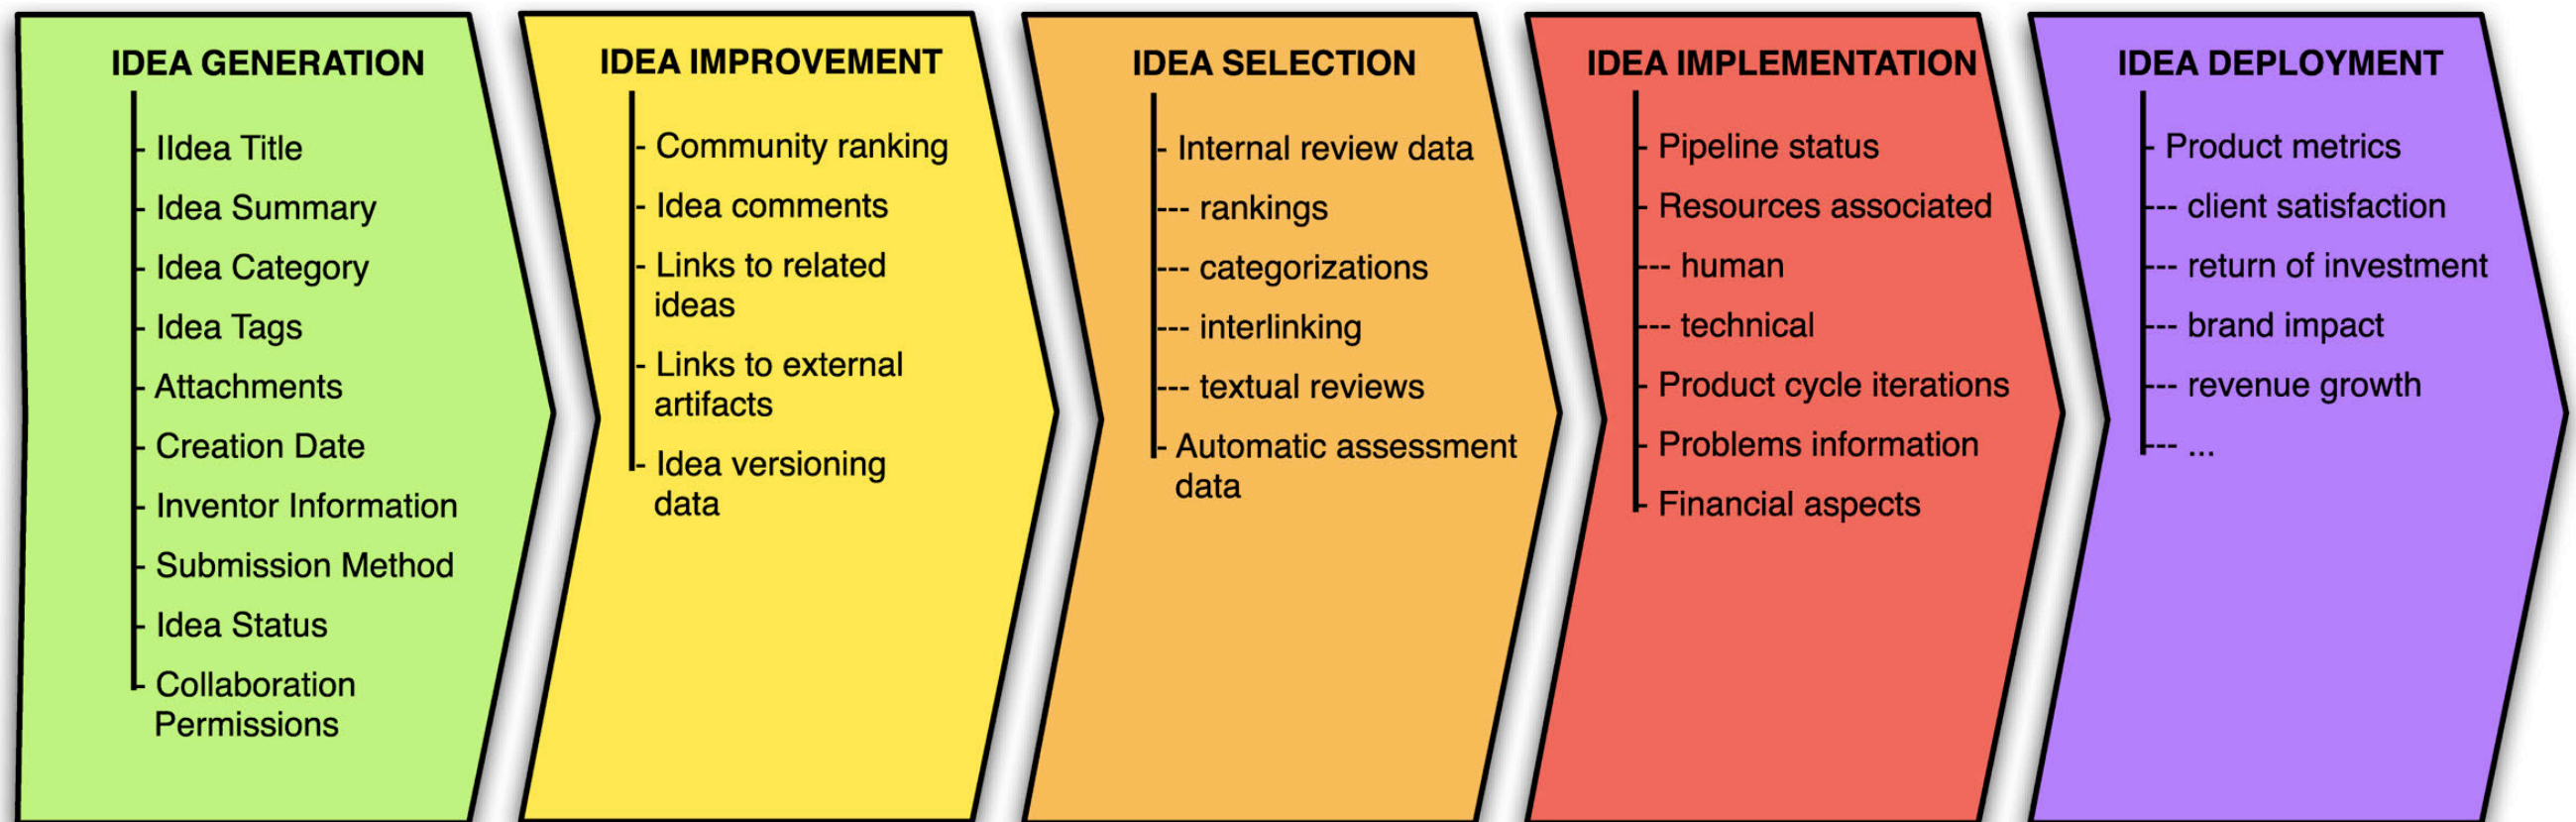 IDEA GENERATION
- IIdea Title
- Idea Summary
- Idea Category
- Idea Tags
- Attachments
- Creation Date
- Inventor Information
- Submission Method
- Idea Status
- Collaboration
Permissions
IDEA IMPROVEMENT
- Community ranking
- Idea comments
- Links to related
ideas
- Links to external
artifacts
- Idea versioning
data
IDEA SELECTION
- Internal review data
--- rankings
--- categorizations
--- interlinking
--- textual reviews
- Automatic assessment
data
IDEA IMPLEMENTATION
- Pipeline status
- Resources associated
--- human
--- technical
- Product cycle iterations
- Problems information
- Financial aspects
IDEA DEPLOYMENT
- Product metrics
--- client satisfaction
--- return of investment
--- brand impact
--- revenue growth
--- ...